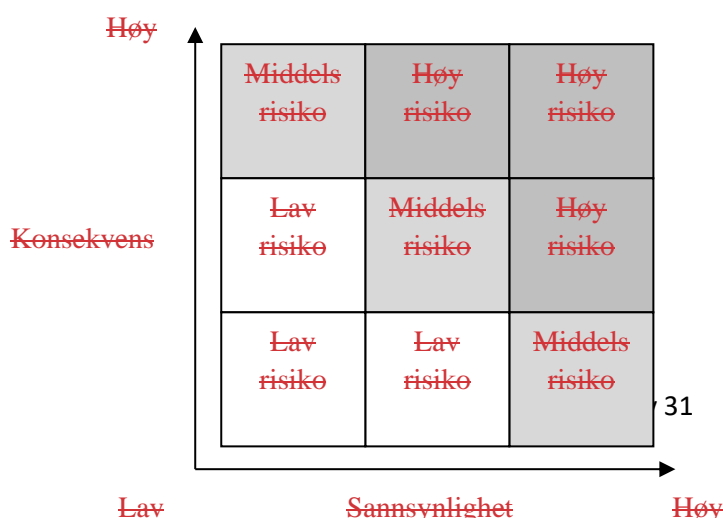 Høy
Middels Høy Høy
risiko risiko risiko
Lav Middels Høy
Konsekvens
risiko risiko risiko
Lav Lav Middels
risiko risiko risiko
31
Lav Sannsynlighet Høy